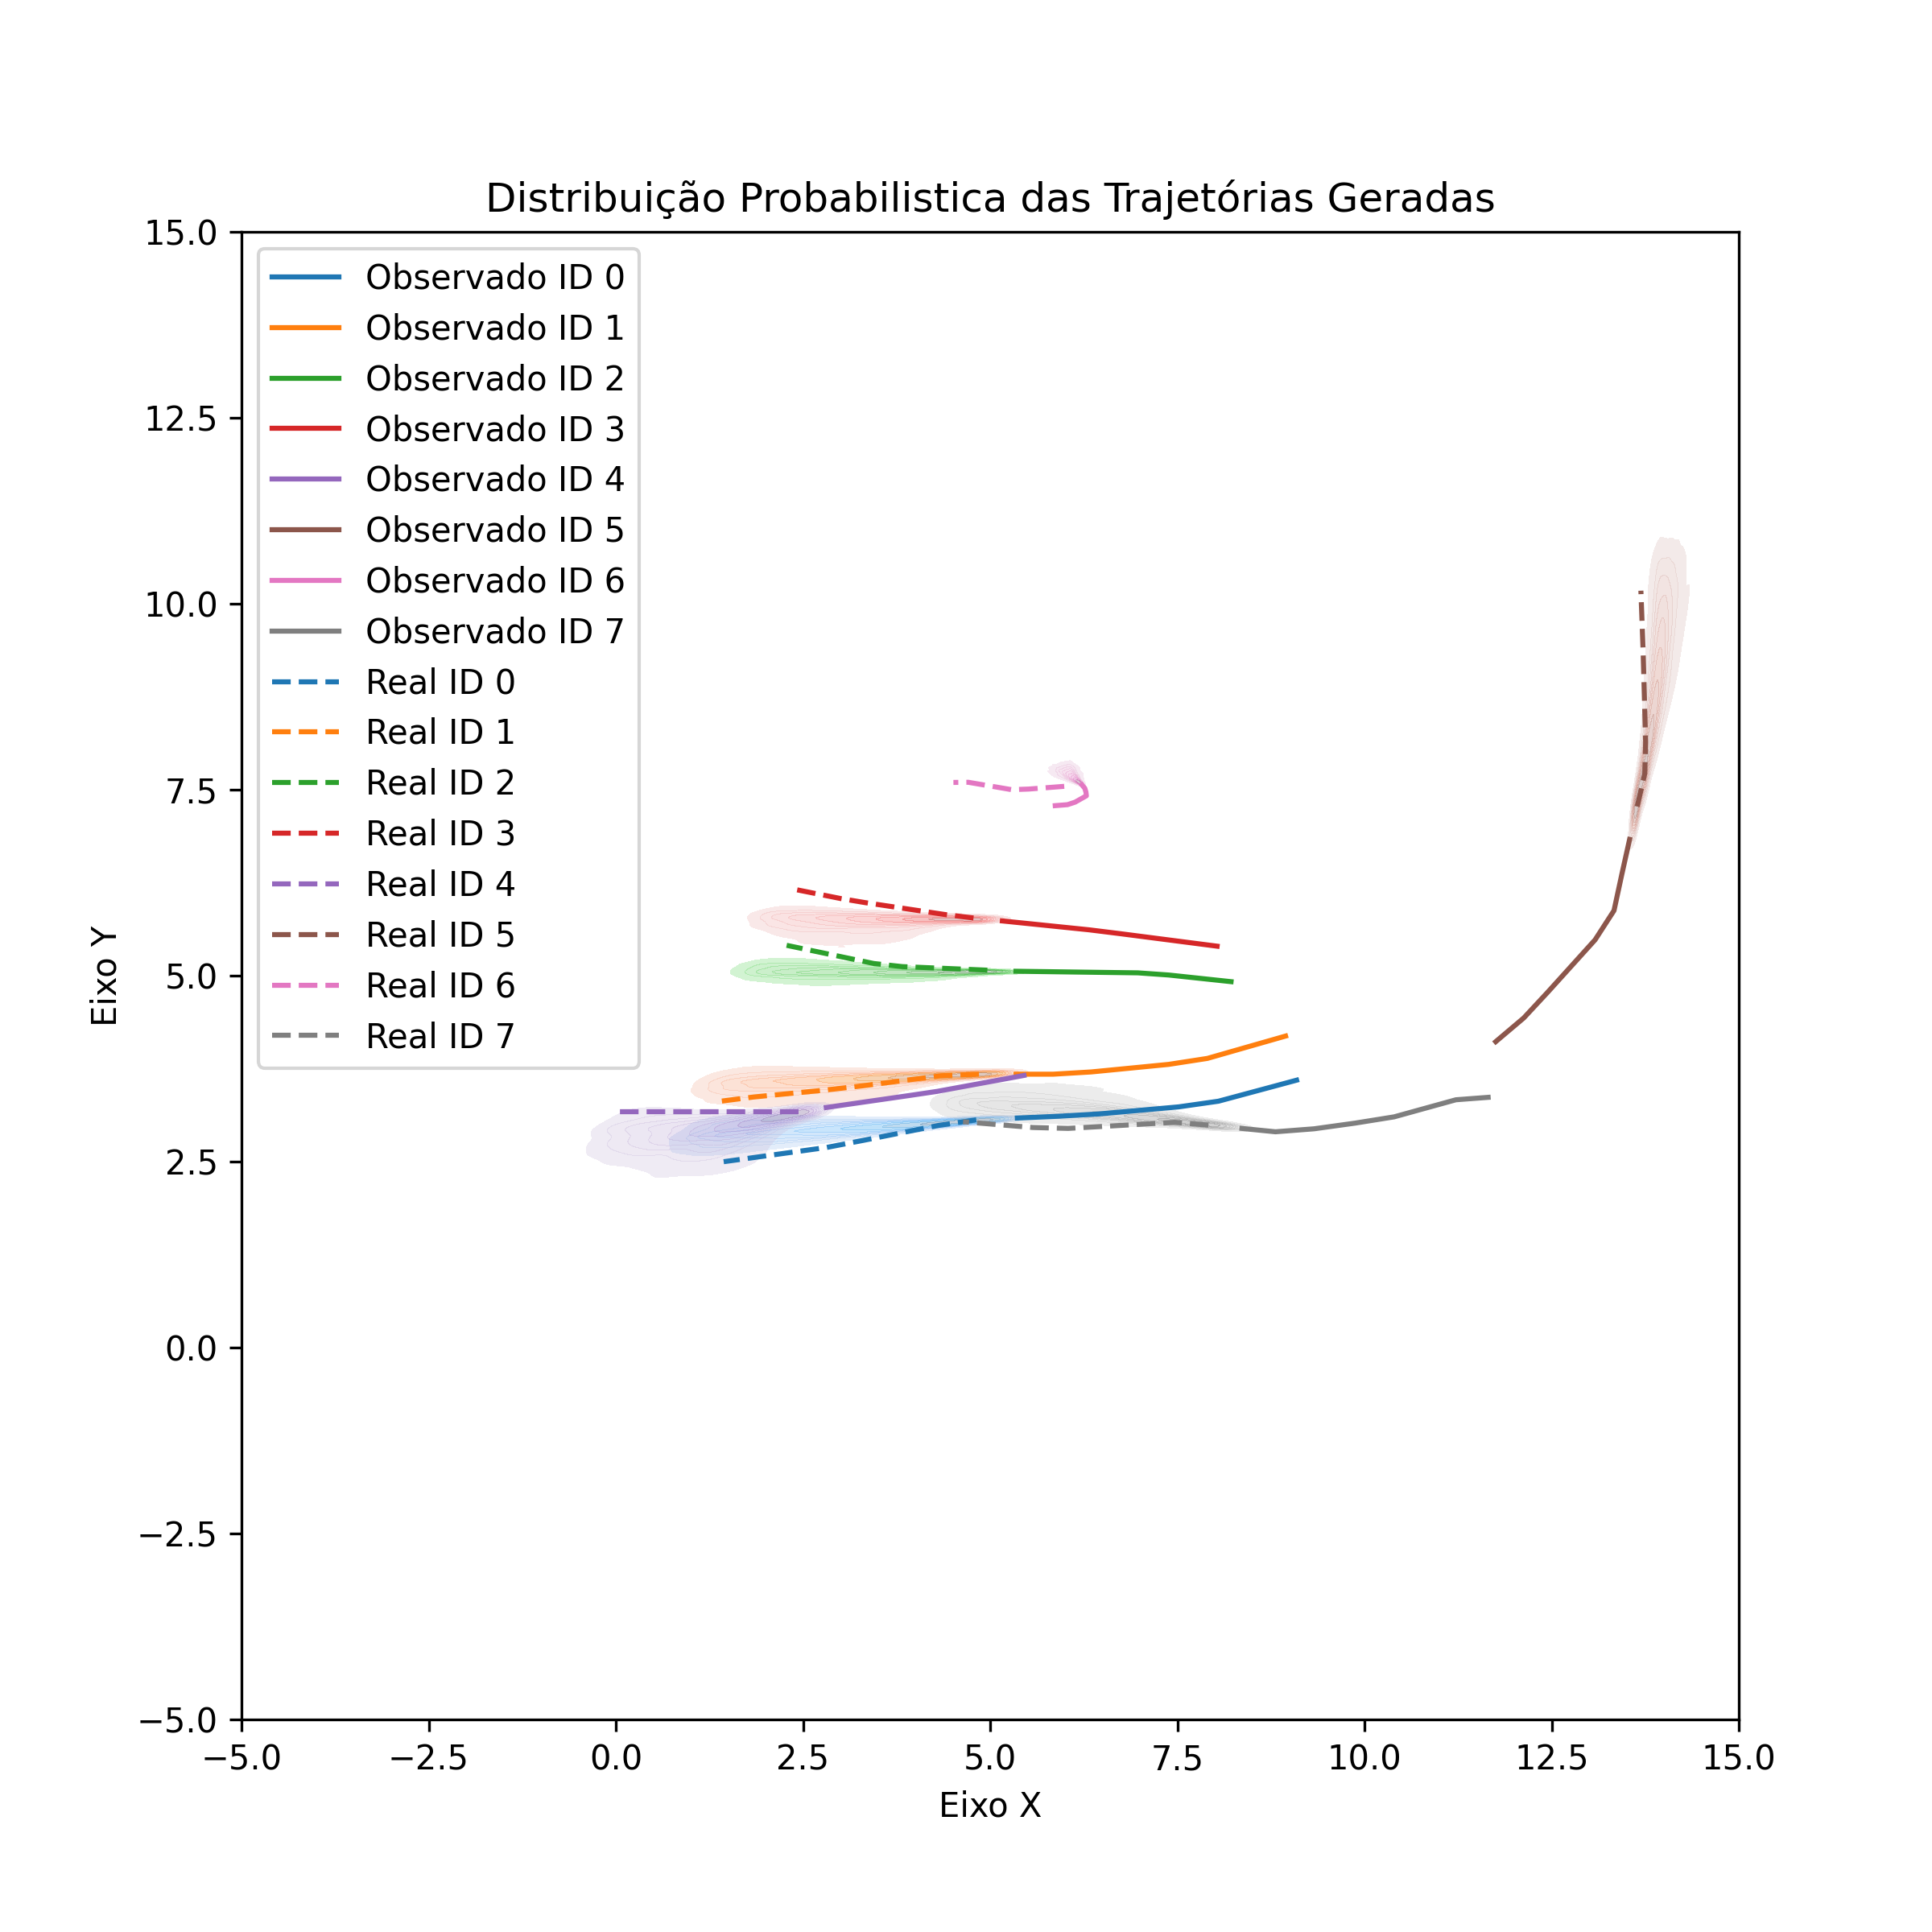 Distribuição Probabilistica das Trajetórias Geradas
15.0
12.5
10.0
7.5
5.0
2.5
0.0
−2.5
−5.0
Eixo Y
Observado ID 0
Observado ID 1
Observado ID 2
Observado ID 3
Observado ID 4
Observado ID 5
Observado ID 6
Observado ID 7
Real ID 0
Real ID 1
Real ID 2
Real ID 3
Real ID 4
Real ID 5
Real ID 6
Real ID 7
−5.0 −2.5 0.0 2.5 5.0 7.5 10.0 12.5 15.0
Eixo X